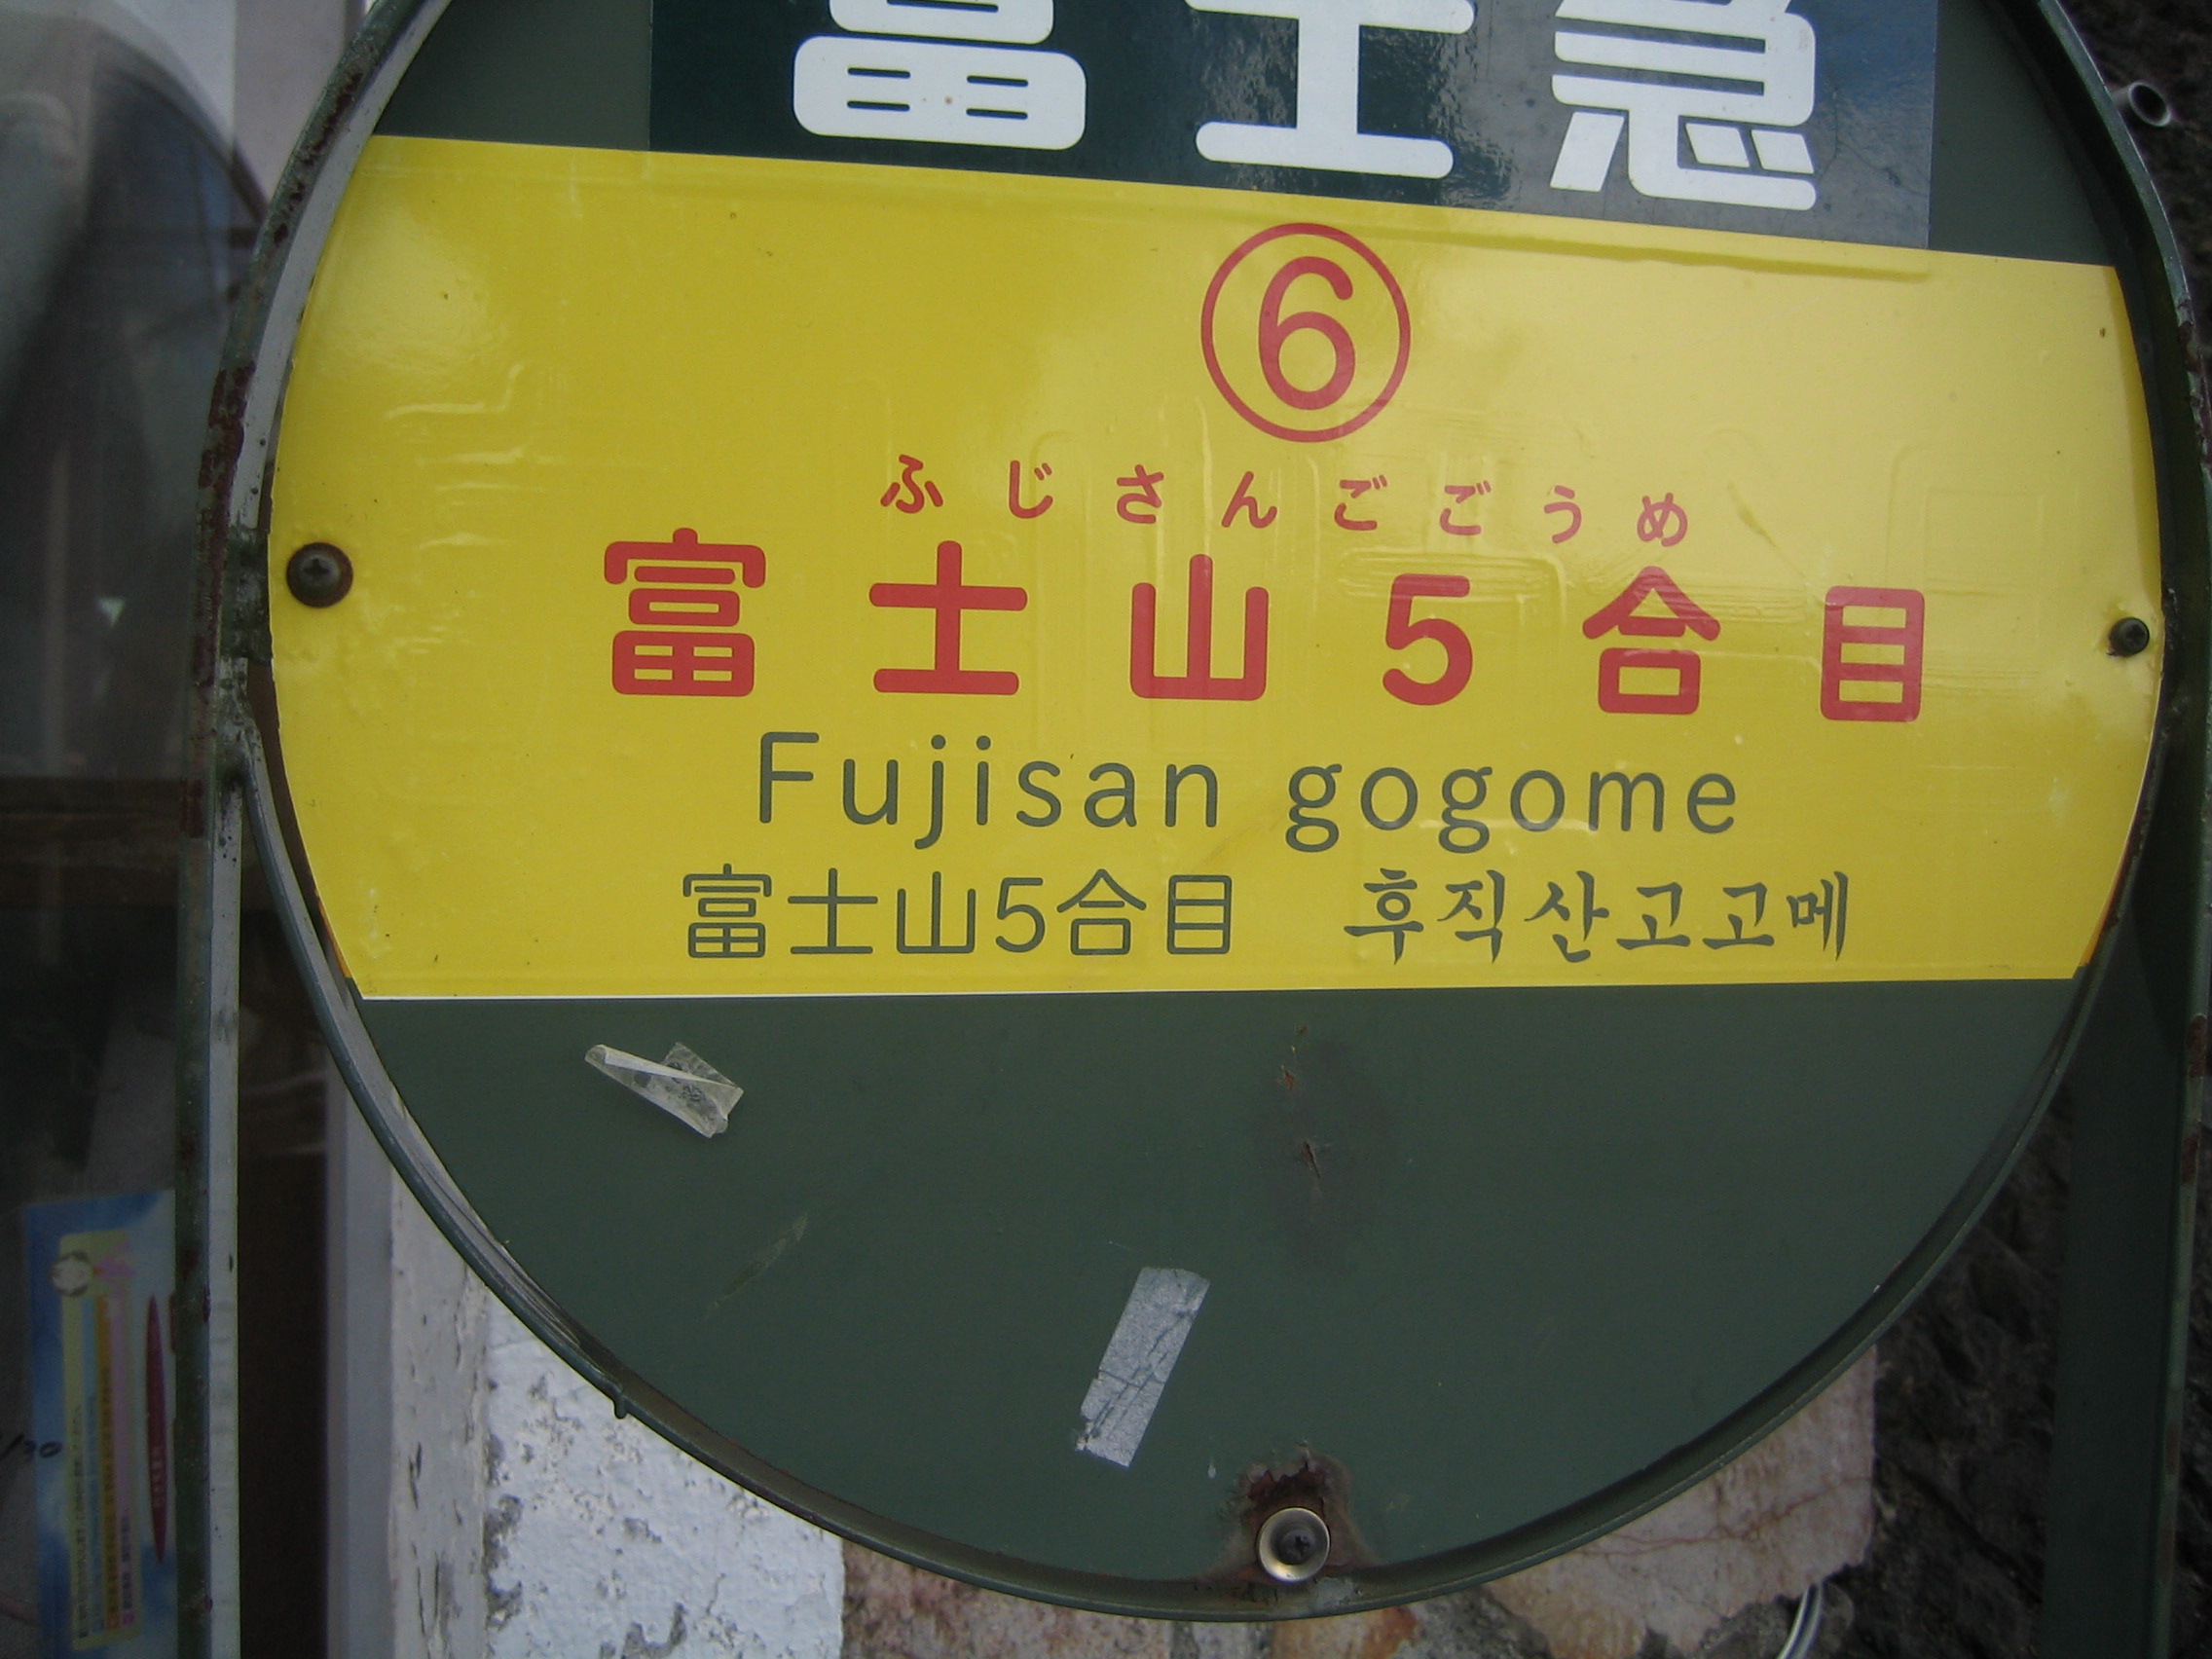 富士急
⑥
ふじさんごごうめ
富士山5合目
Fujisan gogome
富士山5合目 후직산고고메